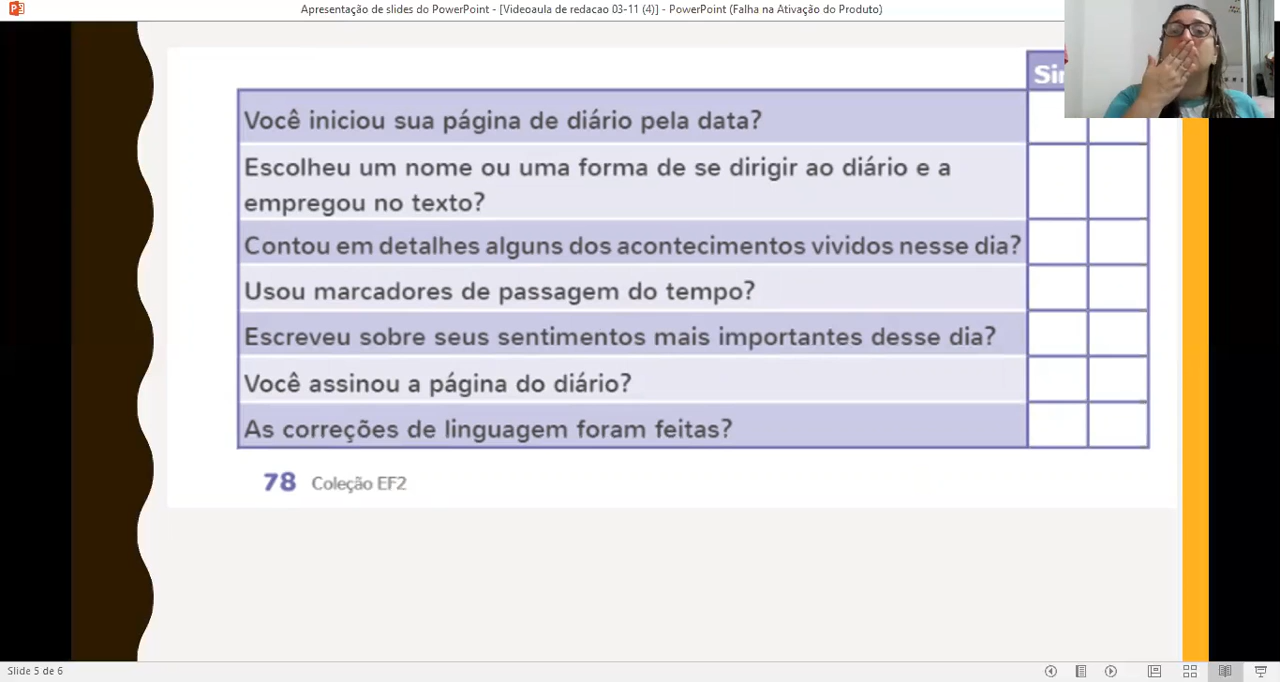 Apresentação de slides do PowerPoint - [Videoaula de redacao 03-11 (4)] - PowerPoint (Falha na Ativação do Produto)
Você iniciou sua página de diário pela data?
Escolheu um nome ou uma forma de se dirigir ao diário e a
empregou no texto?
Contou em detalhes alguns dos acontecimentos vividos nesse dia?
Usou marcadores de passagem do tempo?
Escreveu sobre seus sentimentos mais importantes desse dia?
Você assinou a página do diário?
As correções de linguagem foram feitas?
78 Coleção EF2
Slide 5 de 6